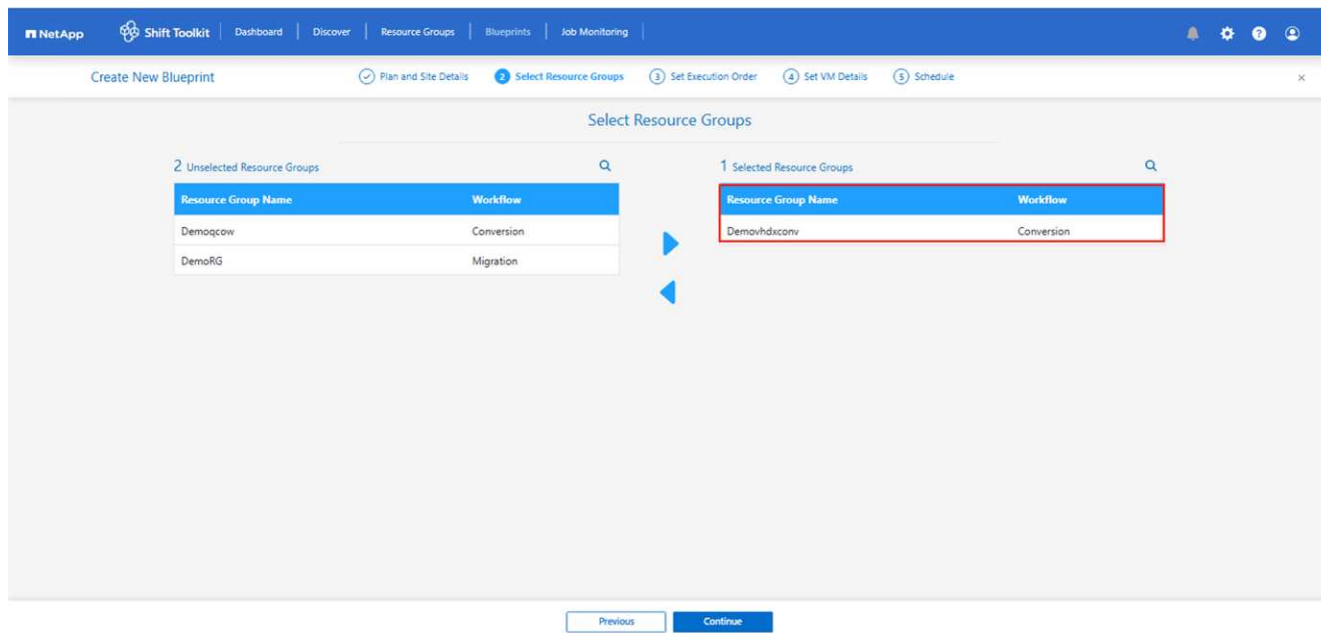 NetApp Shift Toolkit Dashboard Discover Resource Groups Blueprints Job Monitoring ?
Create New Blueprint Plan and Site Details 2 Select Resource Groups 3 Set Execution Order 4 Set VM Details 5 Schedule ×
Select Resource Groups
2 Unselected Resource Groups
Resource Group Name Workflow
Demoqcow Conversion
DemoRG Migration
1 Selected Resource Groups
Resource Group Name Workflow
Demovhdxconv Conversion
Previous Continue